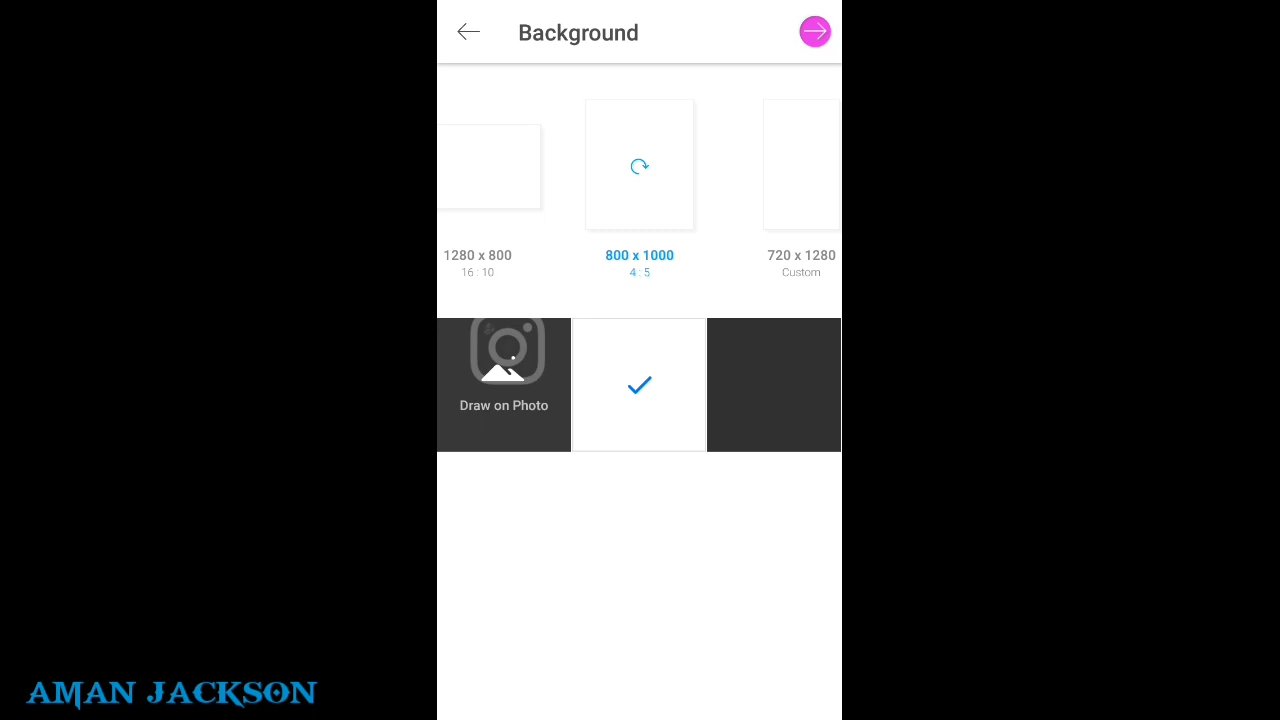 Background
1280 x 800
16 : 10
800 x 1000
4 : 5
720 x 1280
Custom
Draw on Photo
AMAN JACKSON